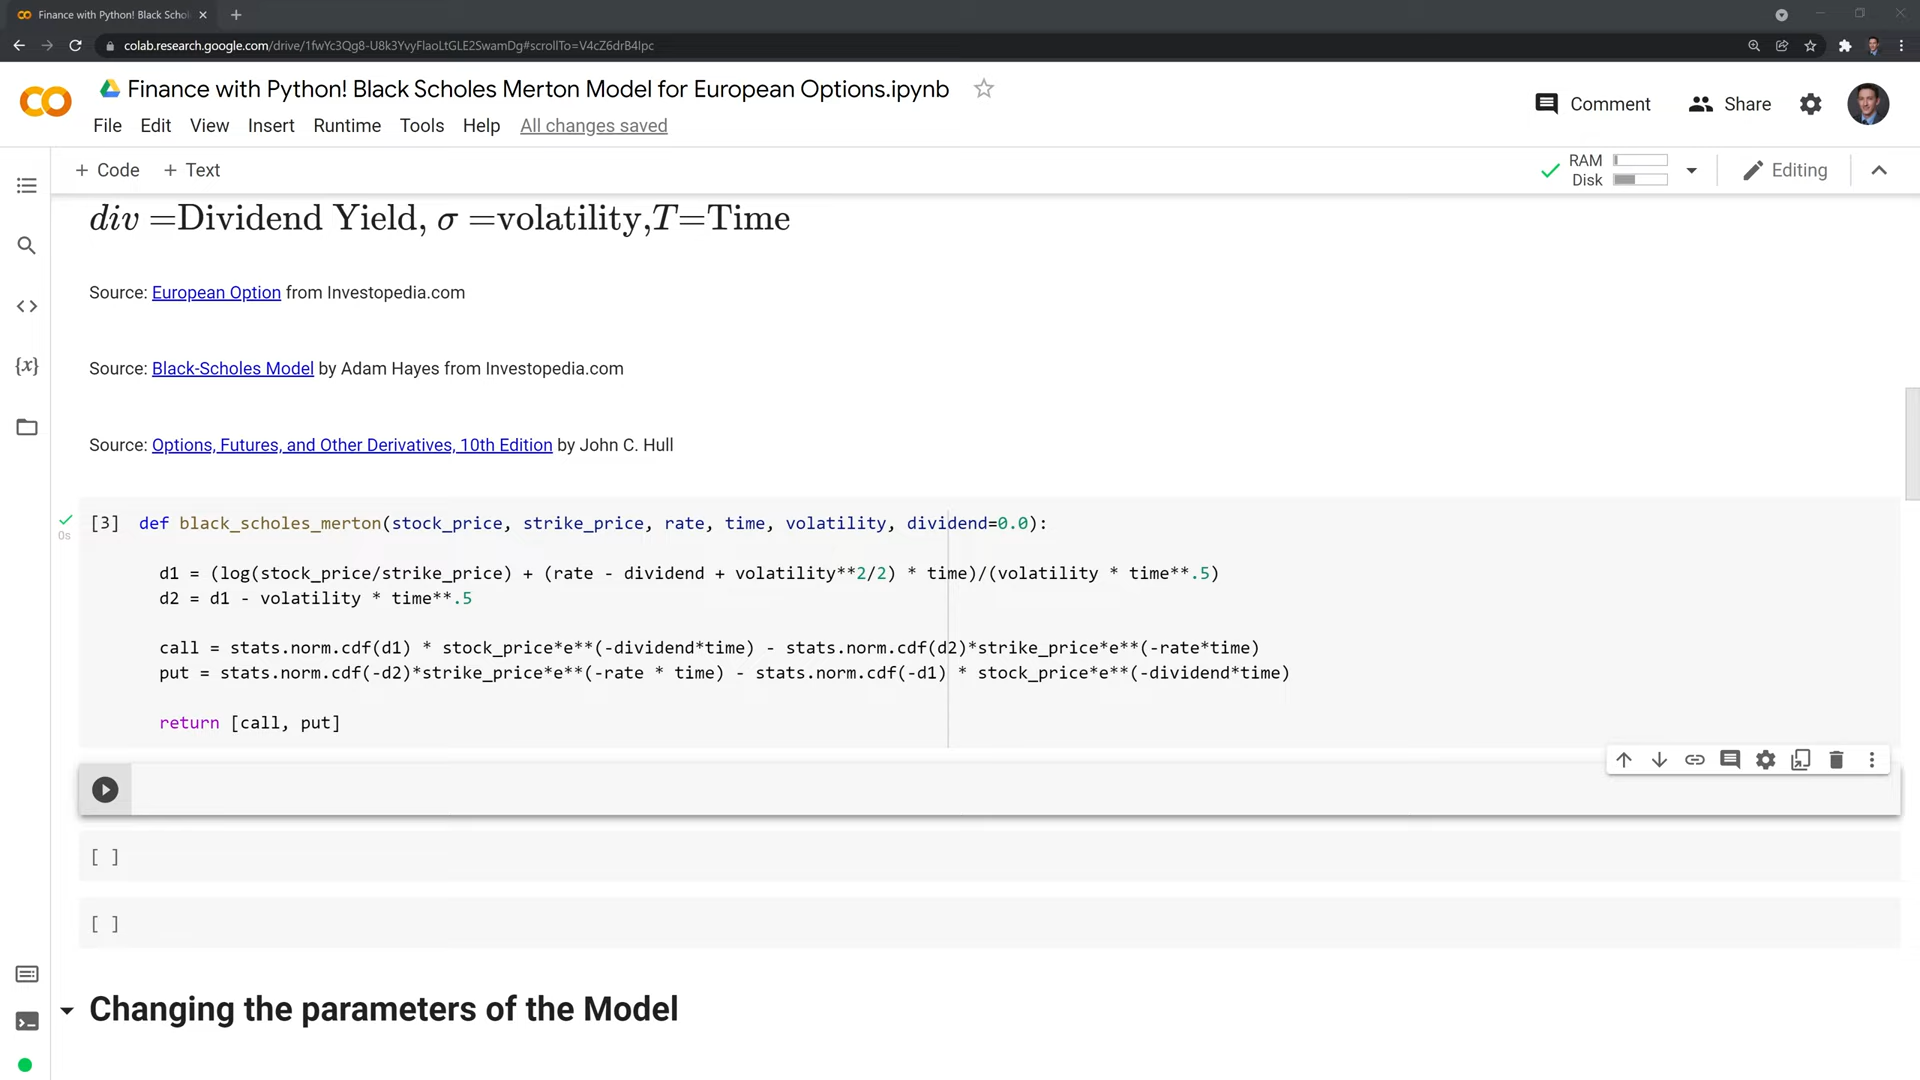 Finance with Python! Black Schol
colab.research.google.com/drive/1fwYc3Qg8-U8k3YvyFlaoLtGLE2SwamDg#scrollTo=V4cZ6drB4Ipc
Finance with Python! Black Scholes Merton Model for European Options.ipynb
Comment
Share
File Edit View Insert Runtime Tools Help All changes saved
+ Code + Text
RAM
Disk
Editing
div =Dividend Yield, σ =volatility,T=Time
Source: European Option from Investopedia.com
Source: Black-Scholes Model by Adam Hayes from Investopedia.com
Source: Options, Futures, and Other Derivatives, 10th Edition by John C. Hull
[3] def black_scholes_merton(stock_price, strike_price, rate, time, volatility, dividend=0.0):
0s
d1 = (log(stock_price/strike_price) + (rate - dividend + volatility**2/2) * time)/(volatility * time**.5)
d2 = d1 - volatility * time**.5
call = stats.norm.cdf(d1) * stock_price*e**(-dividend*time) - stats.norm.cdf(d2)*strike_price*e**(-rate*time)
put = stats.norm.cdf(-d2)*strike_price*e**(-rate * time) - stats.norm.cdf(-d1) * stock_price*e**(-dividend*time)
return [call, put]
[ ]
[ ]
Changing the parameters of the Model